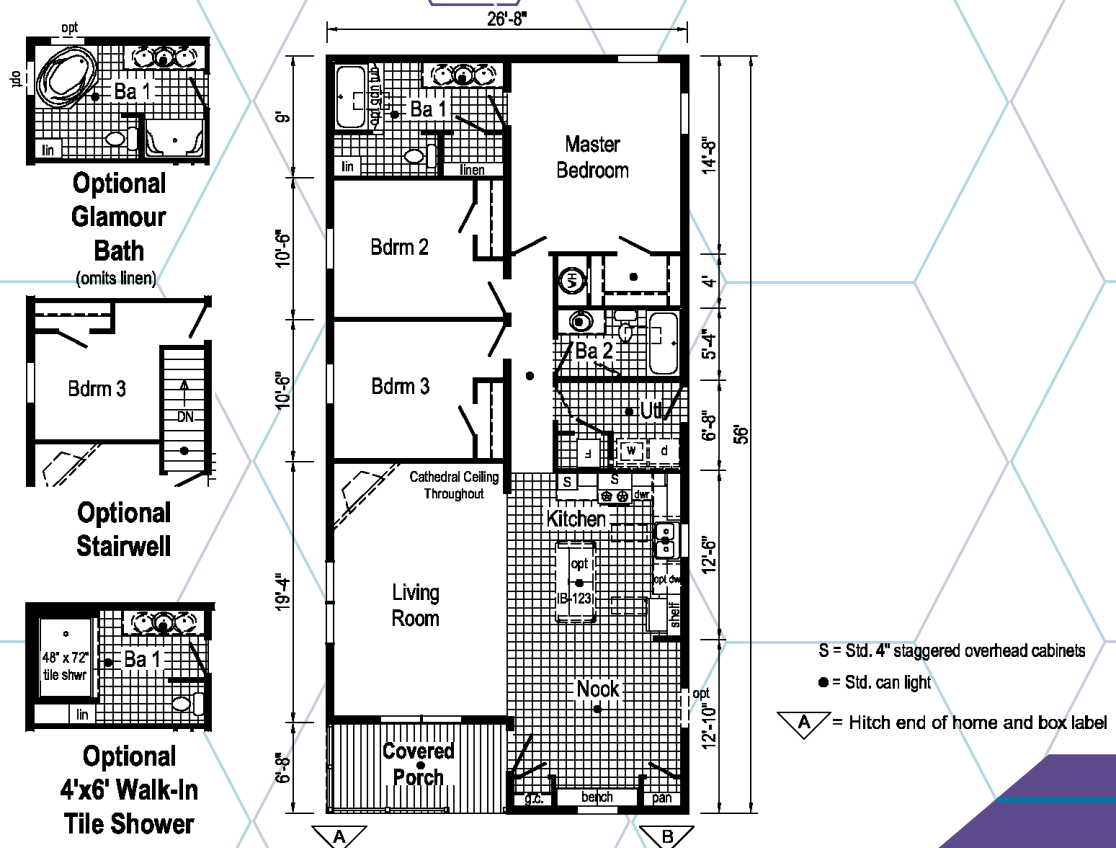 26'-8"
opt
opt
Ba 1
lin
Optional
Glamour
Bath
(omits linen)
Bdrm 3
DN
Optional
Stairwell
48" x 72"
tile shwr
Ba 1
lin
Optional
4'x6' Walk-In
Tile Shower
9'
10'-6"
10'-6"
19'-4"
6'-8"
opt gdn tub
Ba 1
lin
linen
Master
Bedroom
Bdrm 2
HA
Ba 2
Bdrm 3
Utl
F
w
d
Cathedral Ceiling
Throughout
S
S
dwr
Kitchen
opt
IB-123
opt dw
shelf
Living
Room
Nook
opt
Covered
Porch
g.c.
bench
pan
A
B
14'-8"
4'
5'-4"
6'-8"
12'-6"
12'-10"
56'
S = Std. 4" staggered overhead cabinets
= Std. can light
A = Hitch end of home and box label